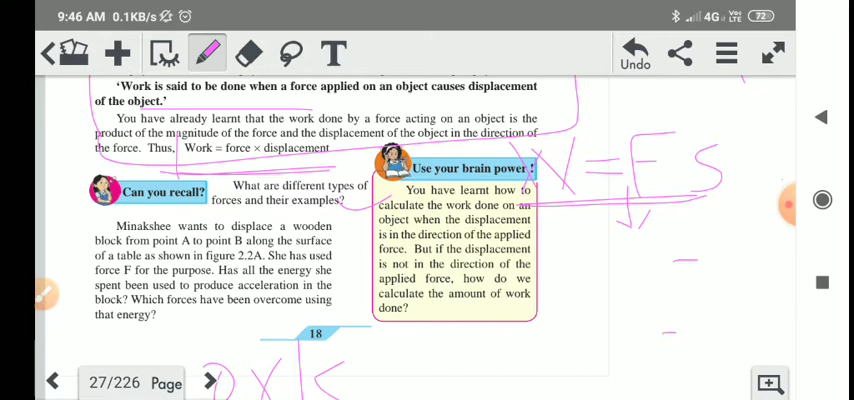 9:46 AM 0.1KB/s
4G Vo) LTE 72
T
Undo
'Work is said to be done when a force applied on an object causes displacement
of the object.'
You have already learnt that the work done by a force acting on an object is the
product of the magnitude of the force and the displacement of the object in the direction of
the force. Thus, Work = force × displacement
Can you recall?
What are different types of
forces and their examples?
Minakshee wants to displace a wooden
block from point A to point B along the surface
of a table as shown in figure 2.2A. She has used
force F for the purpose. Has all the energy she
spent been used to produce acceleration in the
block? Which forces have been overcome using
that energy?
Use your brain power !
You have learnt how to
calculate the work done on an
object when the displacement
is in the direction of the applied
force. But if the displacement
is not in the direction of the
applied force, how do we
calculate the amount of work
done?
W = F s
18
27/226 Page